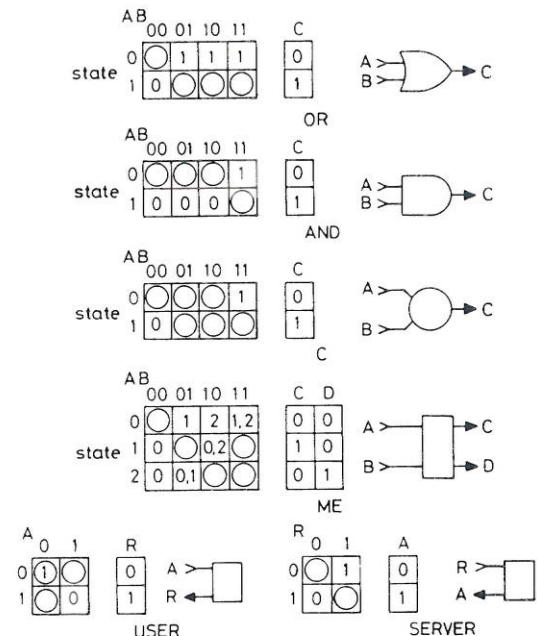 AB
00 01 10 11 C
0 1 1 1 0 A C
state 1 0 1 B
OR
AB
00 01 10 11 C
0 1 0 A C
state 1 0 0 0 1 B
AND
AB
00 01 10 11 C
0 1 0 A C
state 1 0 1 B
C
AB
00 01 10 11 C D
0 1 2 1,2 0 0 A C
state 1 0 0,2 1 0
2 0 0,1 0 1 B D
ME
A 0 1 R
0 1 0 A
1 0 1 R
USER
R 0 1 A
0 1 0 R
1 0 1 A
SERVER